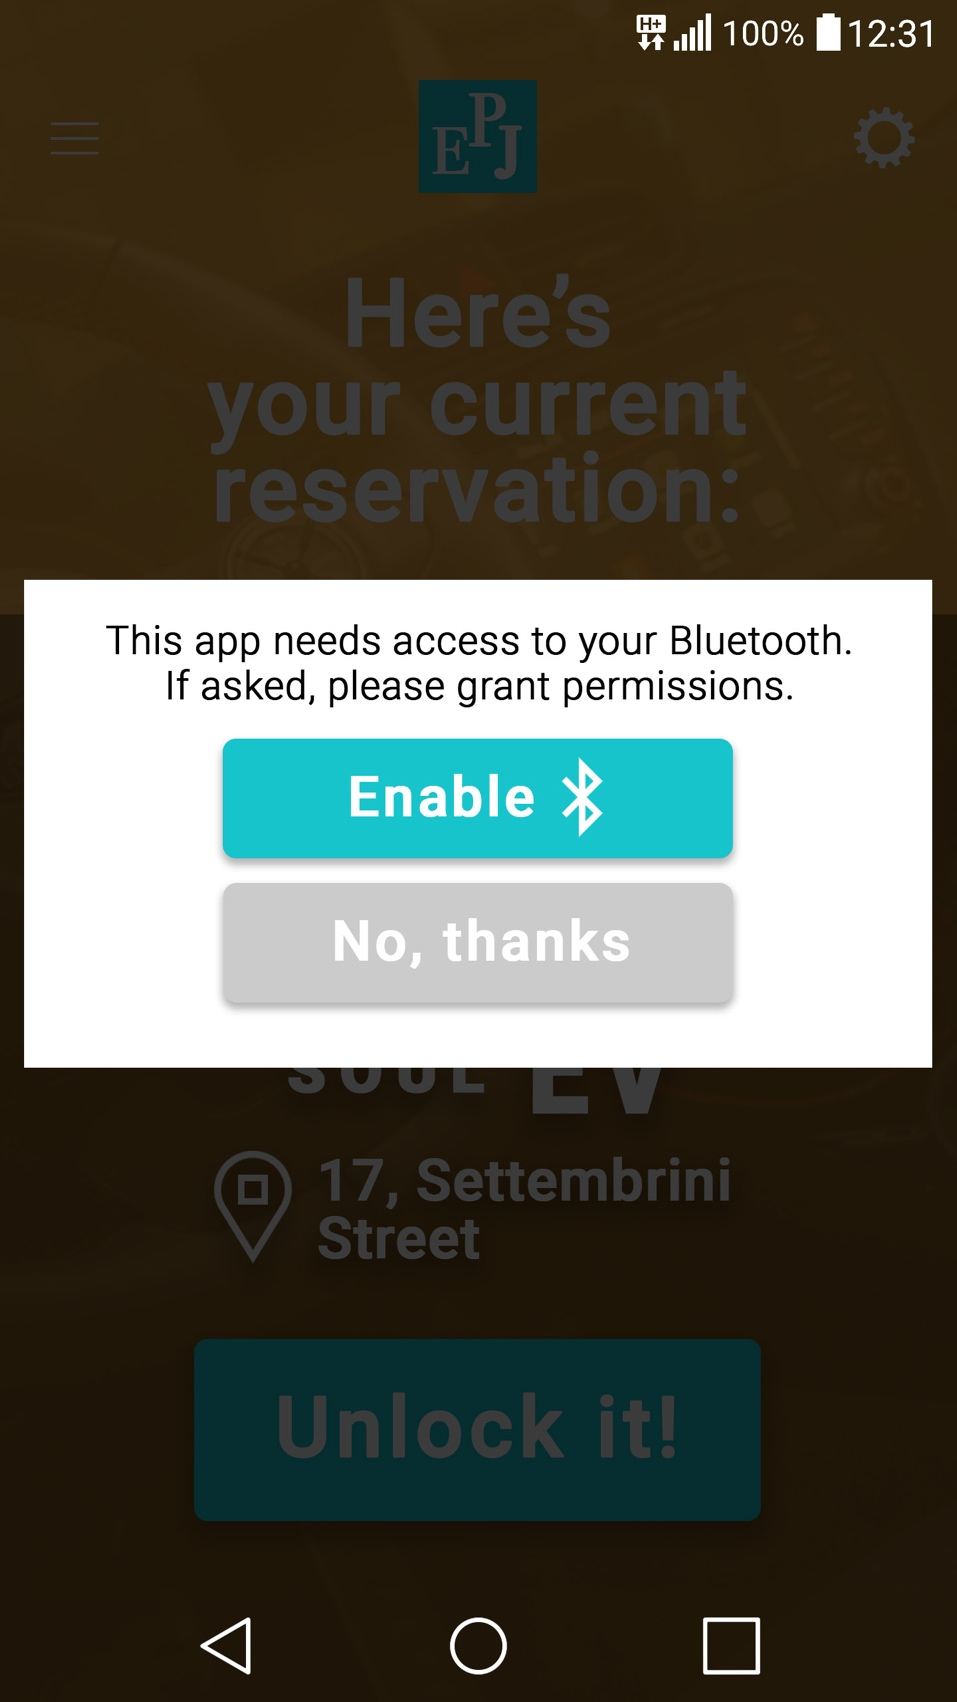 H+ 100% 12:31
EPJ
Here’s
your current
reservation:
This app needs access to your Bluetooth.
If asked, please grant permissions.
Enable
No, thanks
SOUL EV
17, Settembrini
Street
Unlock it!